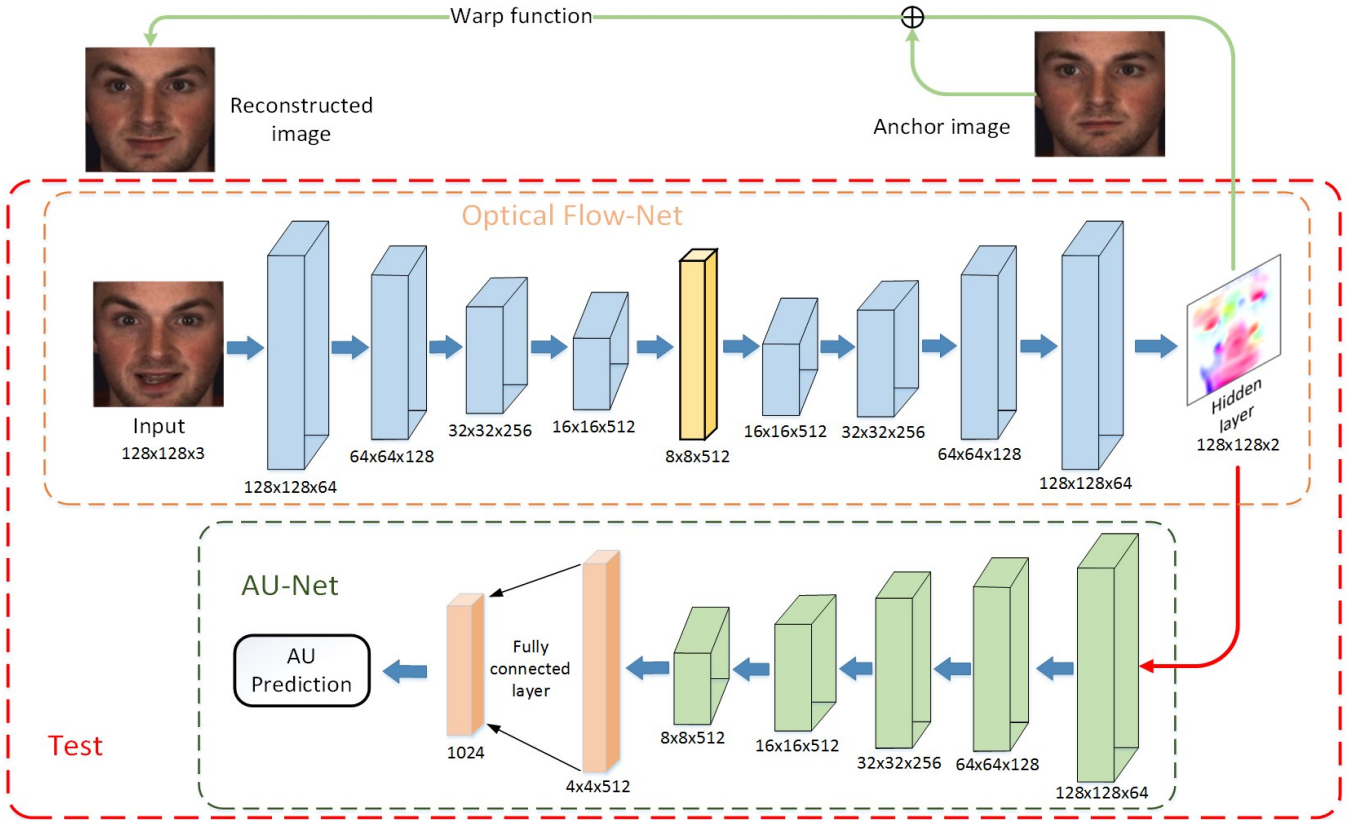 Warp function
Reconstructed
image
Anchor image
Optical Flow-Net
Input
128x128x3
128x128x64
64x64x128
32x32x256
16x16x512
8x8x512
16x16x512
32x32x256
64x64x128
128x128x64
Hidden
layer
128x128x2
AU-Net
AU
Prediction
1024
Fully
connected
layer
4x4x512
8x8x512
16x16x512
32x32x256
64x64x128
128x128x64
Test